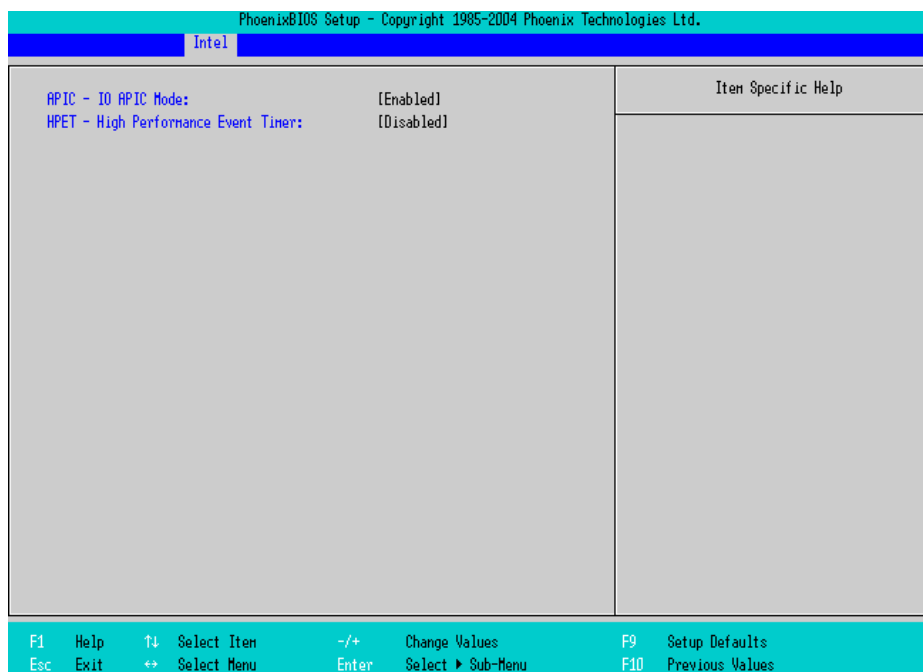 PhoenixBIOS Setup - Copyright 1985-2004 Phoenix Technologies Ltd.
Intel
Item Specific Help
APIC - IO APIC Mode: [Enabled]
HPET - High Performance Event Timer: [Disabled]
F1 Help ↑↓ Select Item -/+ Change Values F9 Setup Defaults
Esc Exit ↔ Select Menu Enter Select ▶ Sub-Menu F10 Previous Values